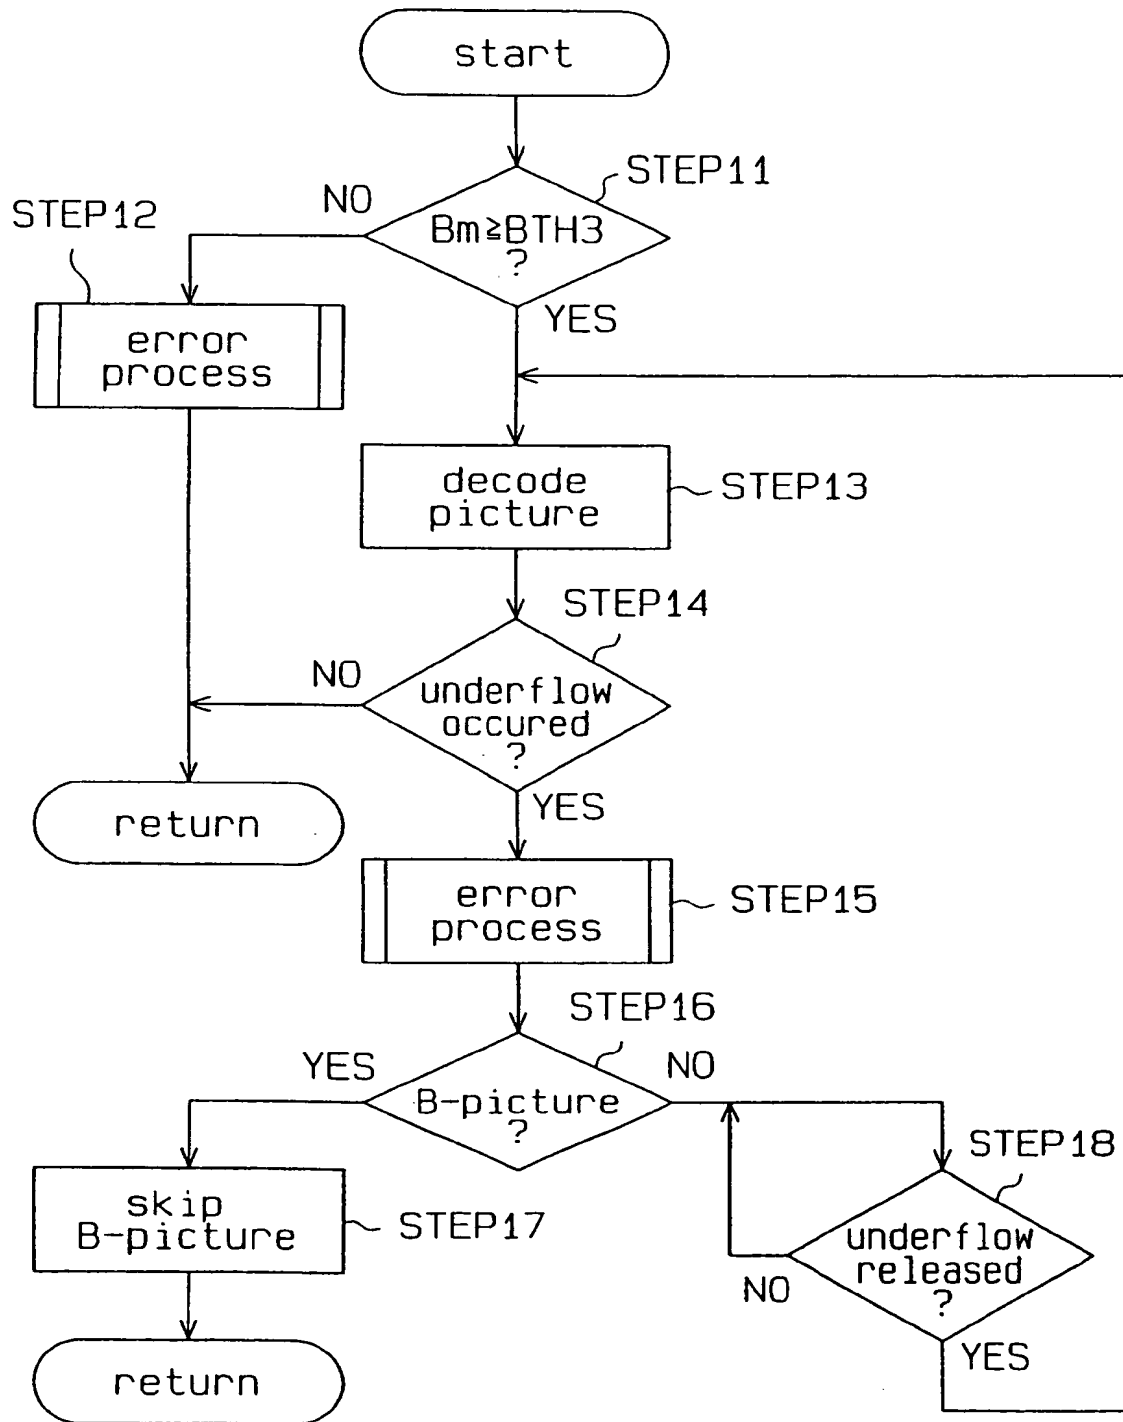 start
STEP11
NO
STEP12
Bm≧BTH3
?
YES
error
process
decode
picture
STEP13
STEP14
NO
underflow
occured
?
return
YES
error
process
STEP15
STEP16
YES
NO
B-picture
?
STEP18
skip
B-picture
STEP17
underflow
released
?
NO
YES
return